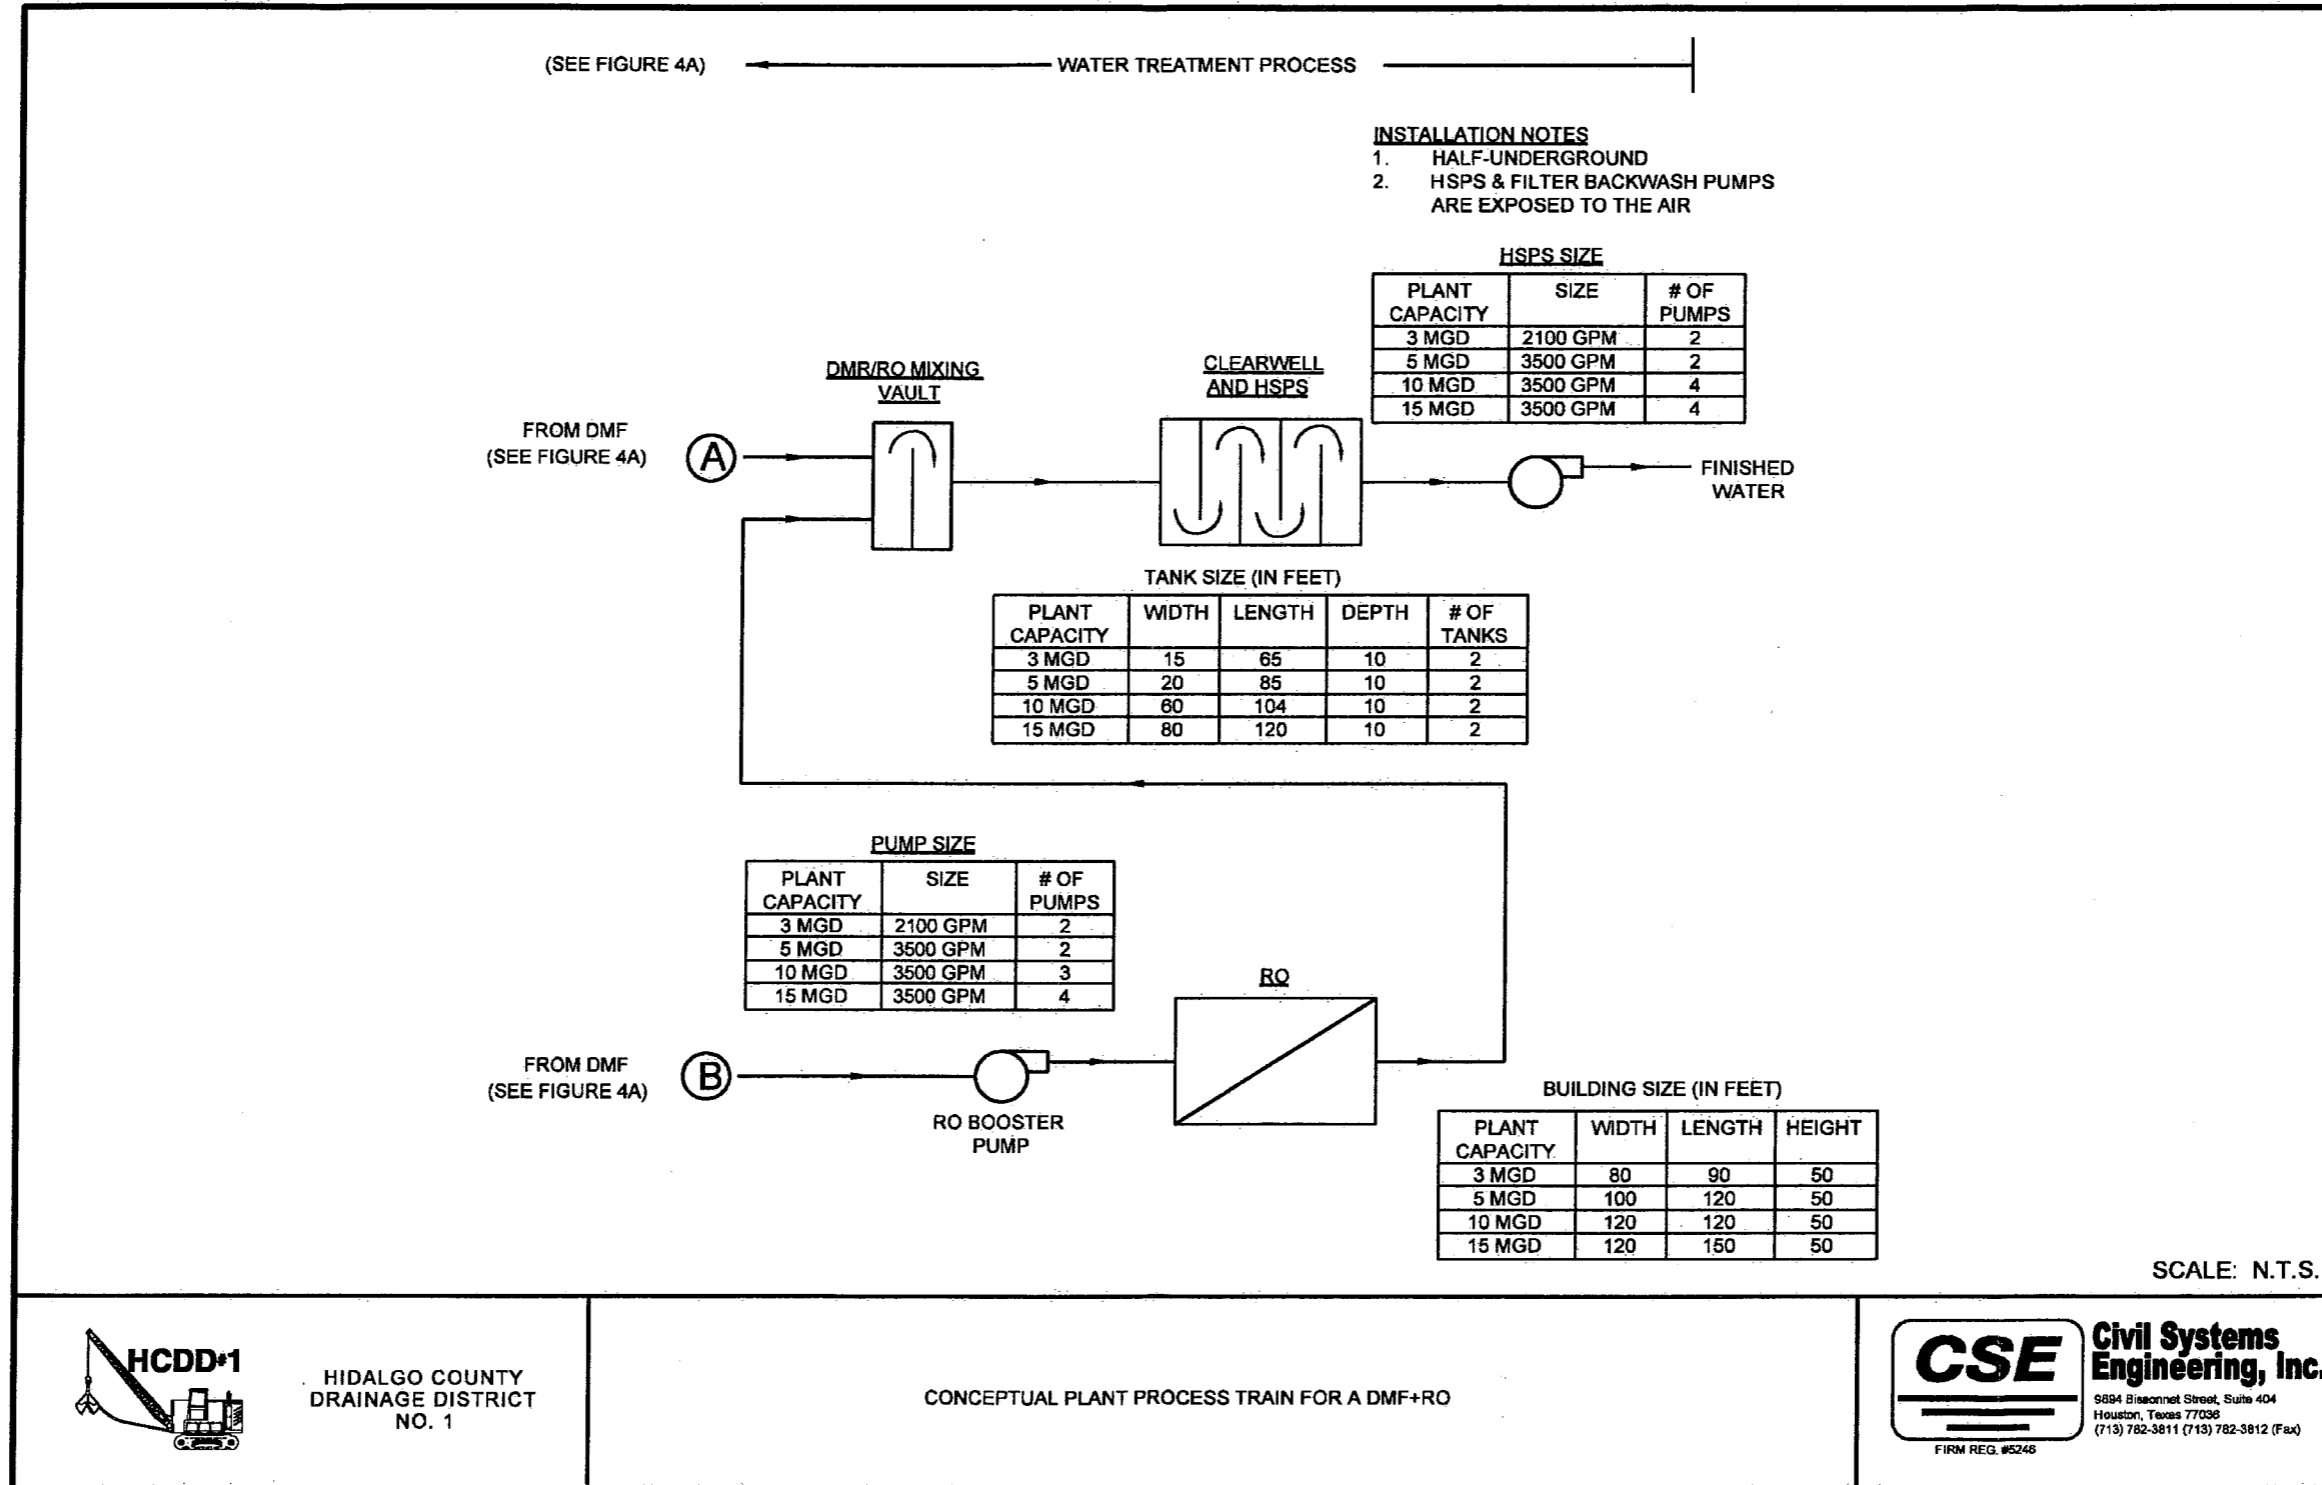 (SEE FIGURE 4A) WATER TREATMENT PROCESS
INSTALLATION NOTES
1. HALF-UNDERGROUND
2. HSPS & FILTER BACKWASH PUMPS
ARE EXPOSED TO THE AIR
HSPS SIZE
PLANT CAPACITY SIZE # OF PUMPS
3 MGD 2100 GPM 2
5 MGD 3500 GPM 2
10 MGD 3500 GPM 4
15 MGD 3500 GPM 4
DMR/RO MIXING
VAULT
CLEARWELL
AND HSPS
FROM DMF
(SEE FIGURE 4A)
A
FINISHED
WATER
TANK SIZE (IN FEET)
PLANT CAPACITY WIDTH LENGTH DEPTH # OF TANKS
3 MGD 15 65 10 2
5 MGD 20 85 10 2
10 MGD 60 104 10 2
15 MGD 80 120 10 2
PUMP SIZE
PLANT CAPACITY SIZE # OF PUMPS
3 MGD 2100 GPM 2
5 MGD 3500 GPM 2
10 MGD 3500 GPM 3
15 MGD 3500 GPM 4
RO
FROM DMF
(SEE FIGURE 4A)
B
RO BOOSTER
PUMP
BUILDING SIZE (IN FEET)
PLANT CAPACITY WIDTH LENGTH HEIGHT
3 MGD 80 90 50
5 MGD 100 120 50
10 MGD 120 120 50
15 MGD 120 150 50
SCALE: N.T.S.
HCDD#1
HIDALGO COUNTY
DRAINAGE DISTRICT
NO. 1
CONCEPTUAL PLANT PROCESS TRAIN FOR A DMF+RO
CSE
FIRM REG. #5246
Civil Systems
Engineering, Inc.
9894 Bissonnet Street, Suite 404
Houston, Texas 77036
(713) 782-3811 (713) 782-3812 (Fax)